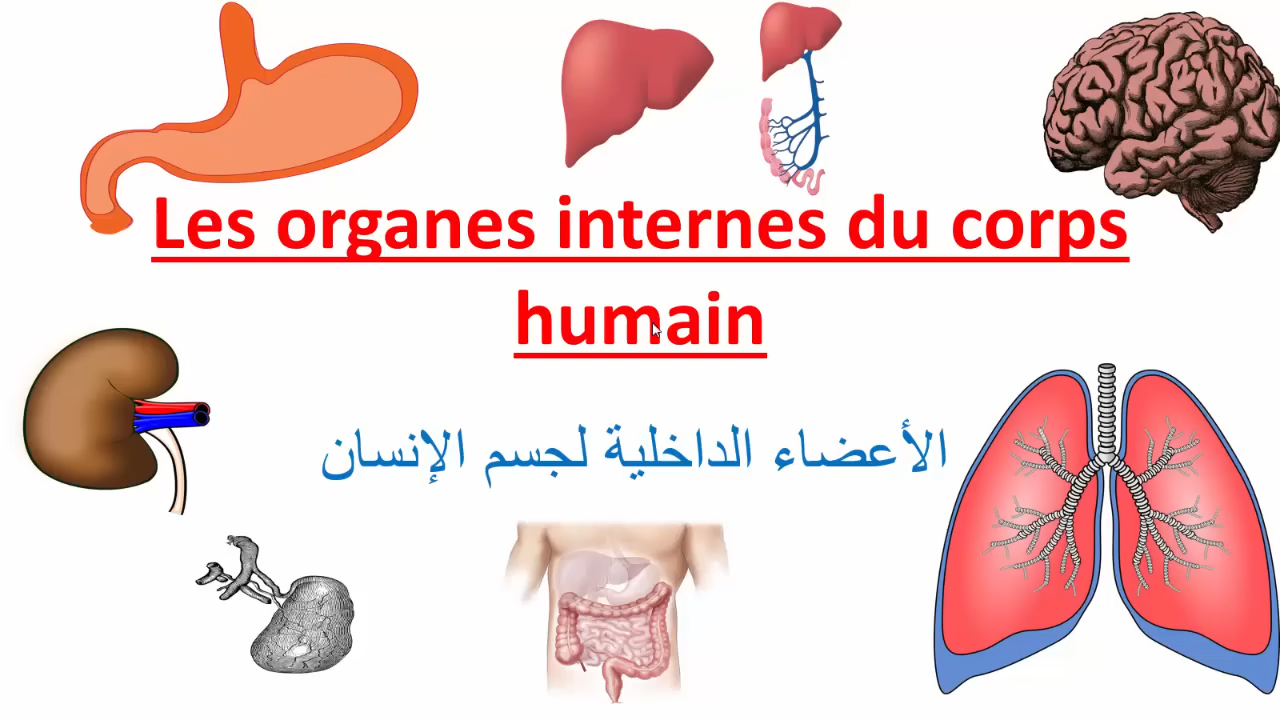 Les organes internes du corps
humain
الأعضاء الداخلية لجسم الإنسان